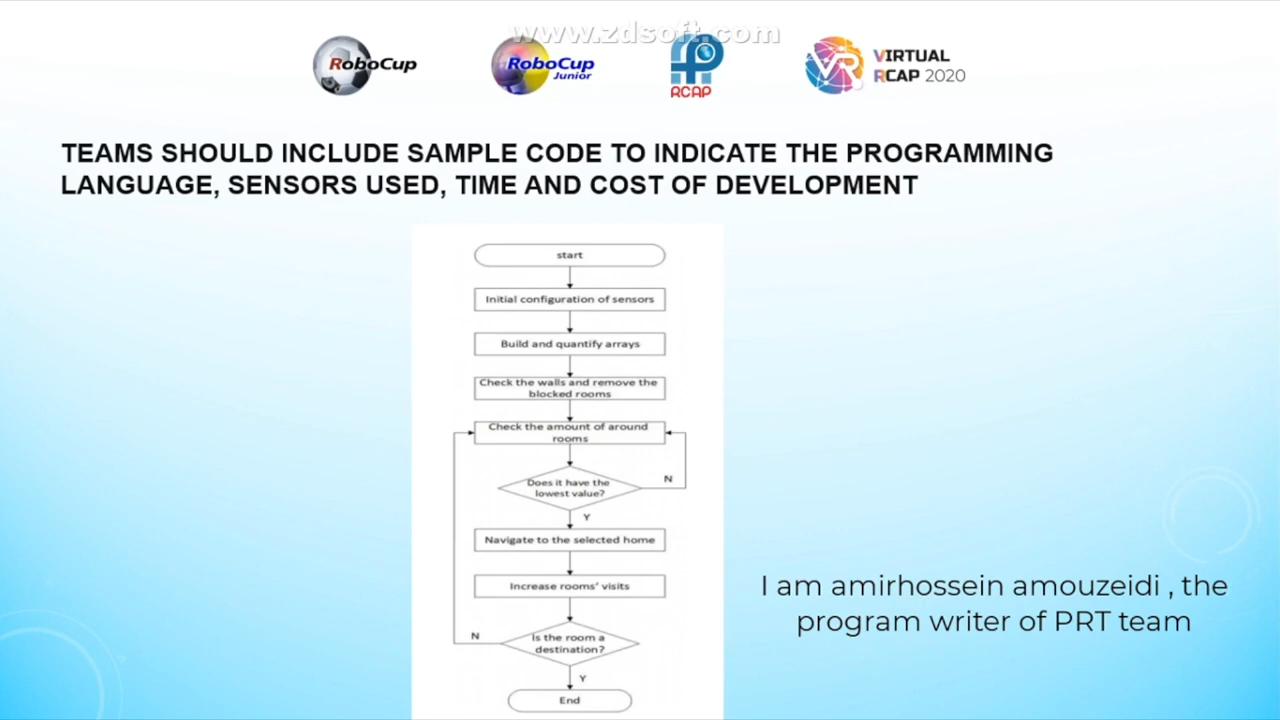 www.zdsoft.com
RoboCup
RoboCup
Junior
RCAP
VR
VIRTUAL
RCAP 2020
TEAMS SHOULD INCLUDE SAMPLE CODE TO INDICATE THE PROGRAMMING
LANGUAGE, SENSORS USED, TIME AND COST OF DEVELOPMENT
start
Initial configuration of sensors
Build and quantify arrays
Check the walls and remove the
blocked rooms
Check the amount of around
rooms
Does it have the
lowest value?
N
Y
Navigate to the selected home
Increase rooms' visits
Is the room a
destination?
N
Y
End
I am amirhossein amouzeidi , the
program writer of PRT team